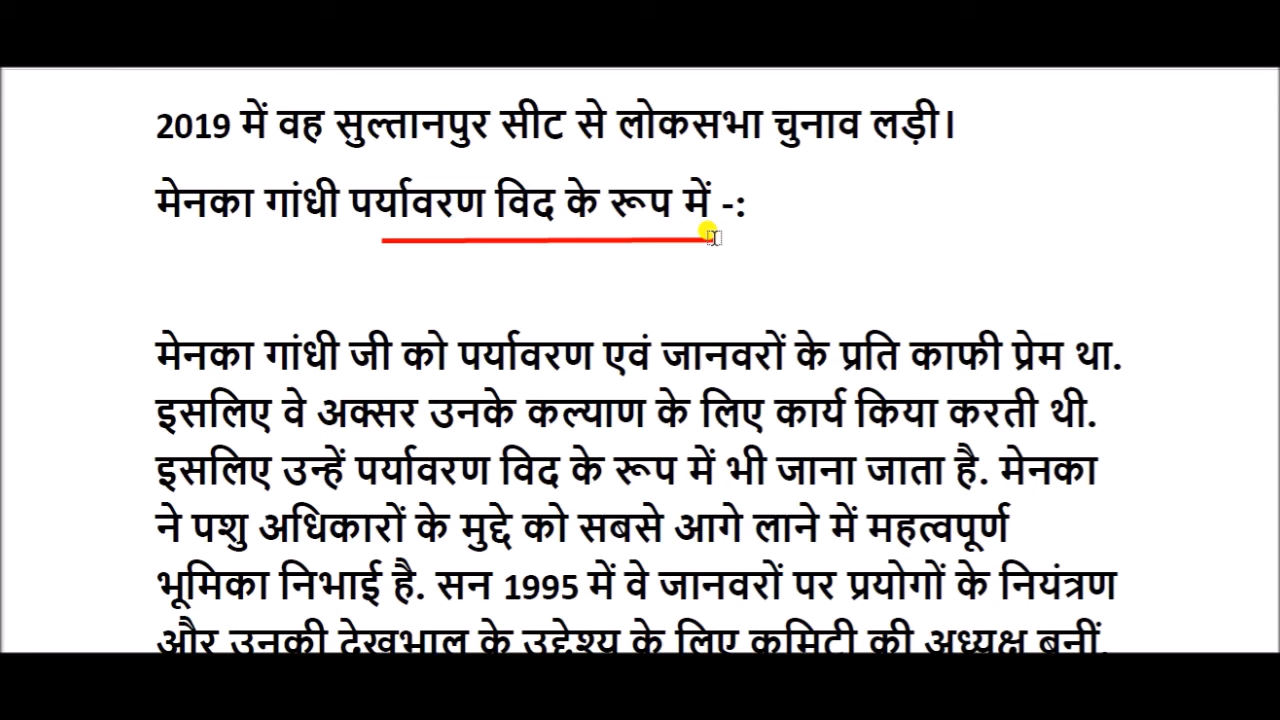 2019 में वह सुल्तानपुर सीट से लोकसभा चुनाव लड़ी।
मेनका गांधी पर्यावरण विद के रूप में -:
मेनका गांधी जी को पर्यावरण एवं जानवरों के प्रति काफी प्रेम था.
इसलिए वे अक्सर उनके कल्याण के लिए कार्य किया करती थी.
इसलिए उन्हें पर्यावरण विद के रूप में भी जाना जाता है. मेनका
ने पशु अधिकारों के मुद्दे को सबसे आगे लाने में महत्वपूर्ण
भूमिका निभाई है. सन 1995 में वे जानवरों पर प्रयोगों के नियंत्रण
और उनकी देखभाल के उद्देश्य के लिए कमिटी की अध्यक्ष बनीं.